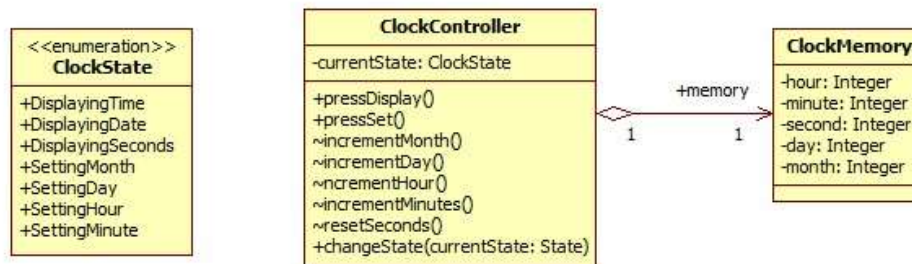 <<enumeration>>
ClockState
+DisplayingTime
+DisplayingDate
+DisplayingSeconds
+SettingMonth
+SettingDay
+SettingHour
+SettingMinute
ClockController
-currentState: ClockState
+pressDisplay()
+pressSet()
~incrementMonth()
~incrementDay()
~ncrementHour()
~incrementMinutes()
~resetSeconds()
+changeState(currentState: State)
+memory
1
1
ClockMemory
-hour: Integer
-minute: Integer
-second: Integer
-day: Integer
-month: Integer